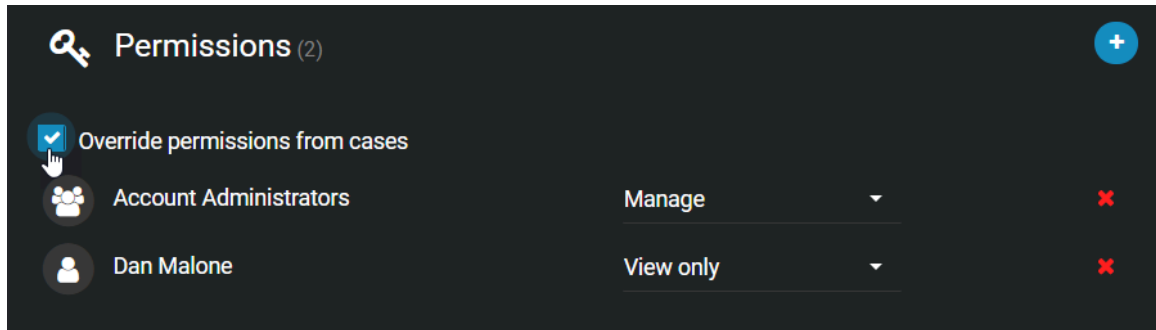 Permissions (2)
Override permissions from cases
Account Administrators Manage
Dan Malone View only